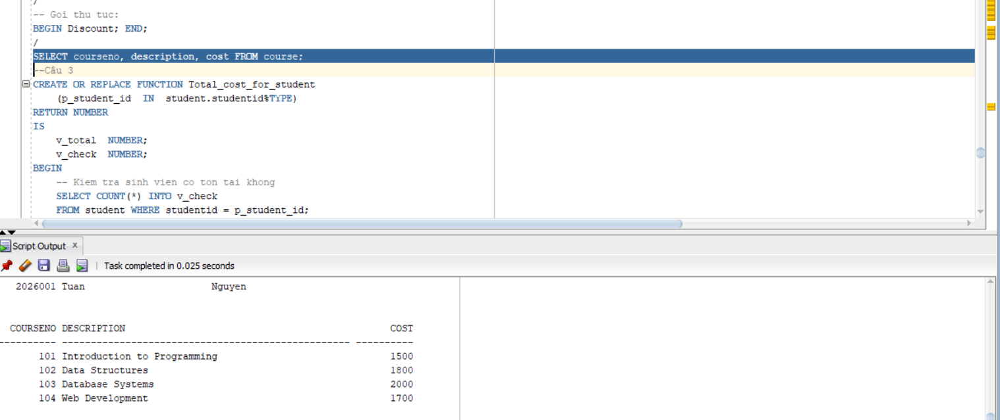 /
-- Goi thu tuc:
BEGIN Discount; END;
/
SELECT courseno, description, cost FROM course;
--Câu 3
CREATE OR REPLACE FUNCTION Total_cost_for_student
(p_student_id IN student.studentid%TYPE)
RETURN NUMBER
IS
v_total NUMBER;
v_check NUMBER;
BEGIN
-- Kiem tra sinh vien co ton tai khong
SELECT COUNT(*) INTO v_check
FROM student WHERE studentid = p_student_id;
Script Output x
Task completed in 0.025 seconds
2026001 Tuan Nguyen
COURSENO DESCRIPTION COST
---------- -------------------------------------------------- ----------
101 Introduction to Programming 1500
102 Data Structures 1800
103 Database Systems 2000
104 Web Development 1700